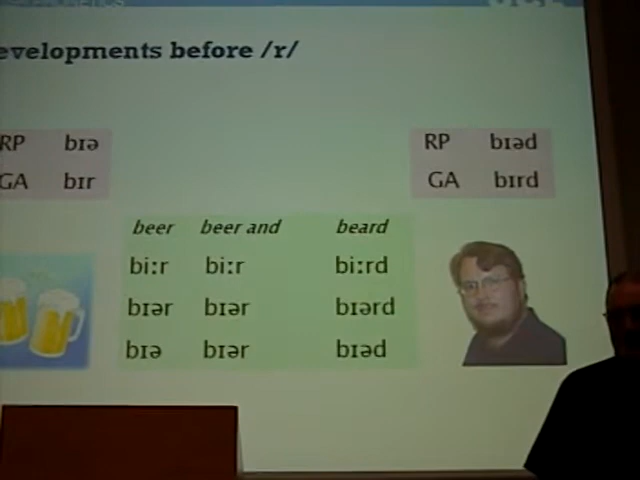 PHONETICS
evelopments before /r/
RP bɪə
GA bɪr
RP bɪəd
GA bɪrd
beer beer and beard
biːr biːr biːrd
bɪər bɪər bɪərd
bɪə bɪər bɪəd